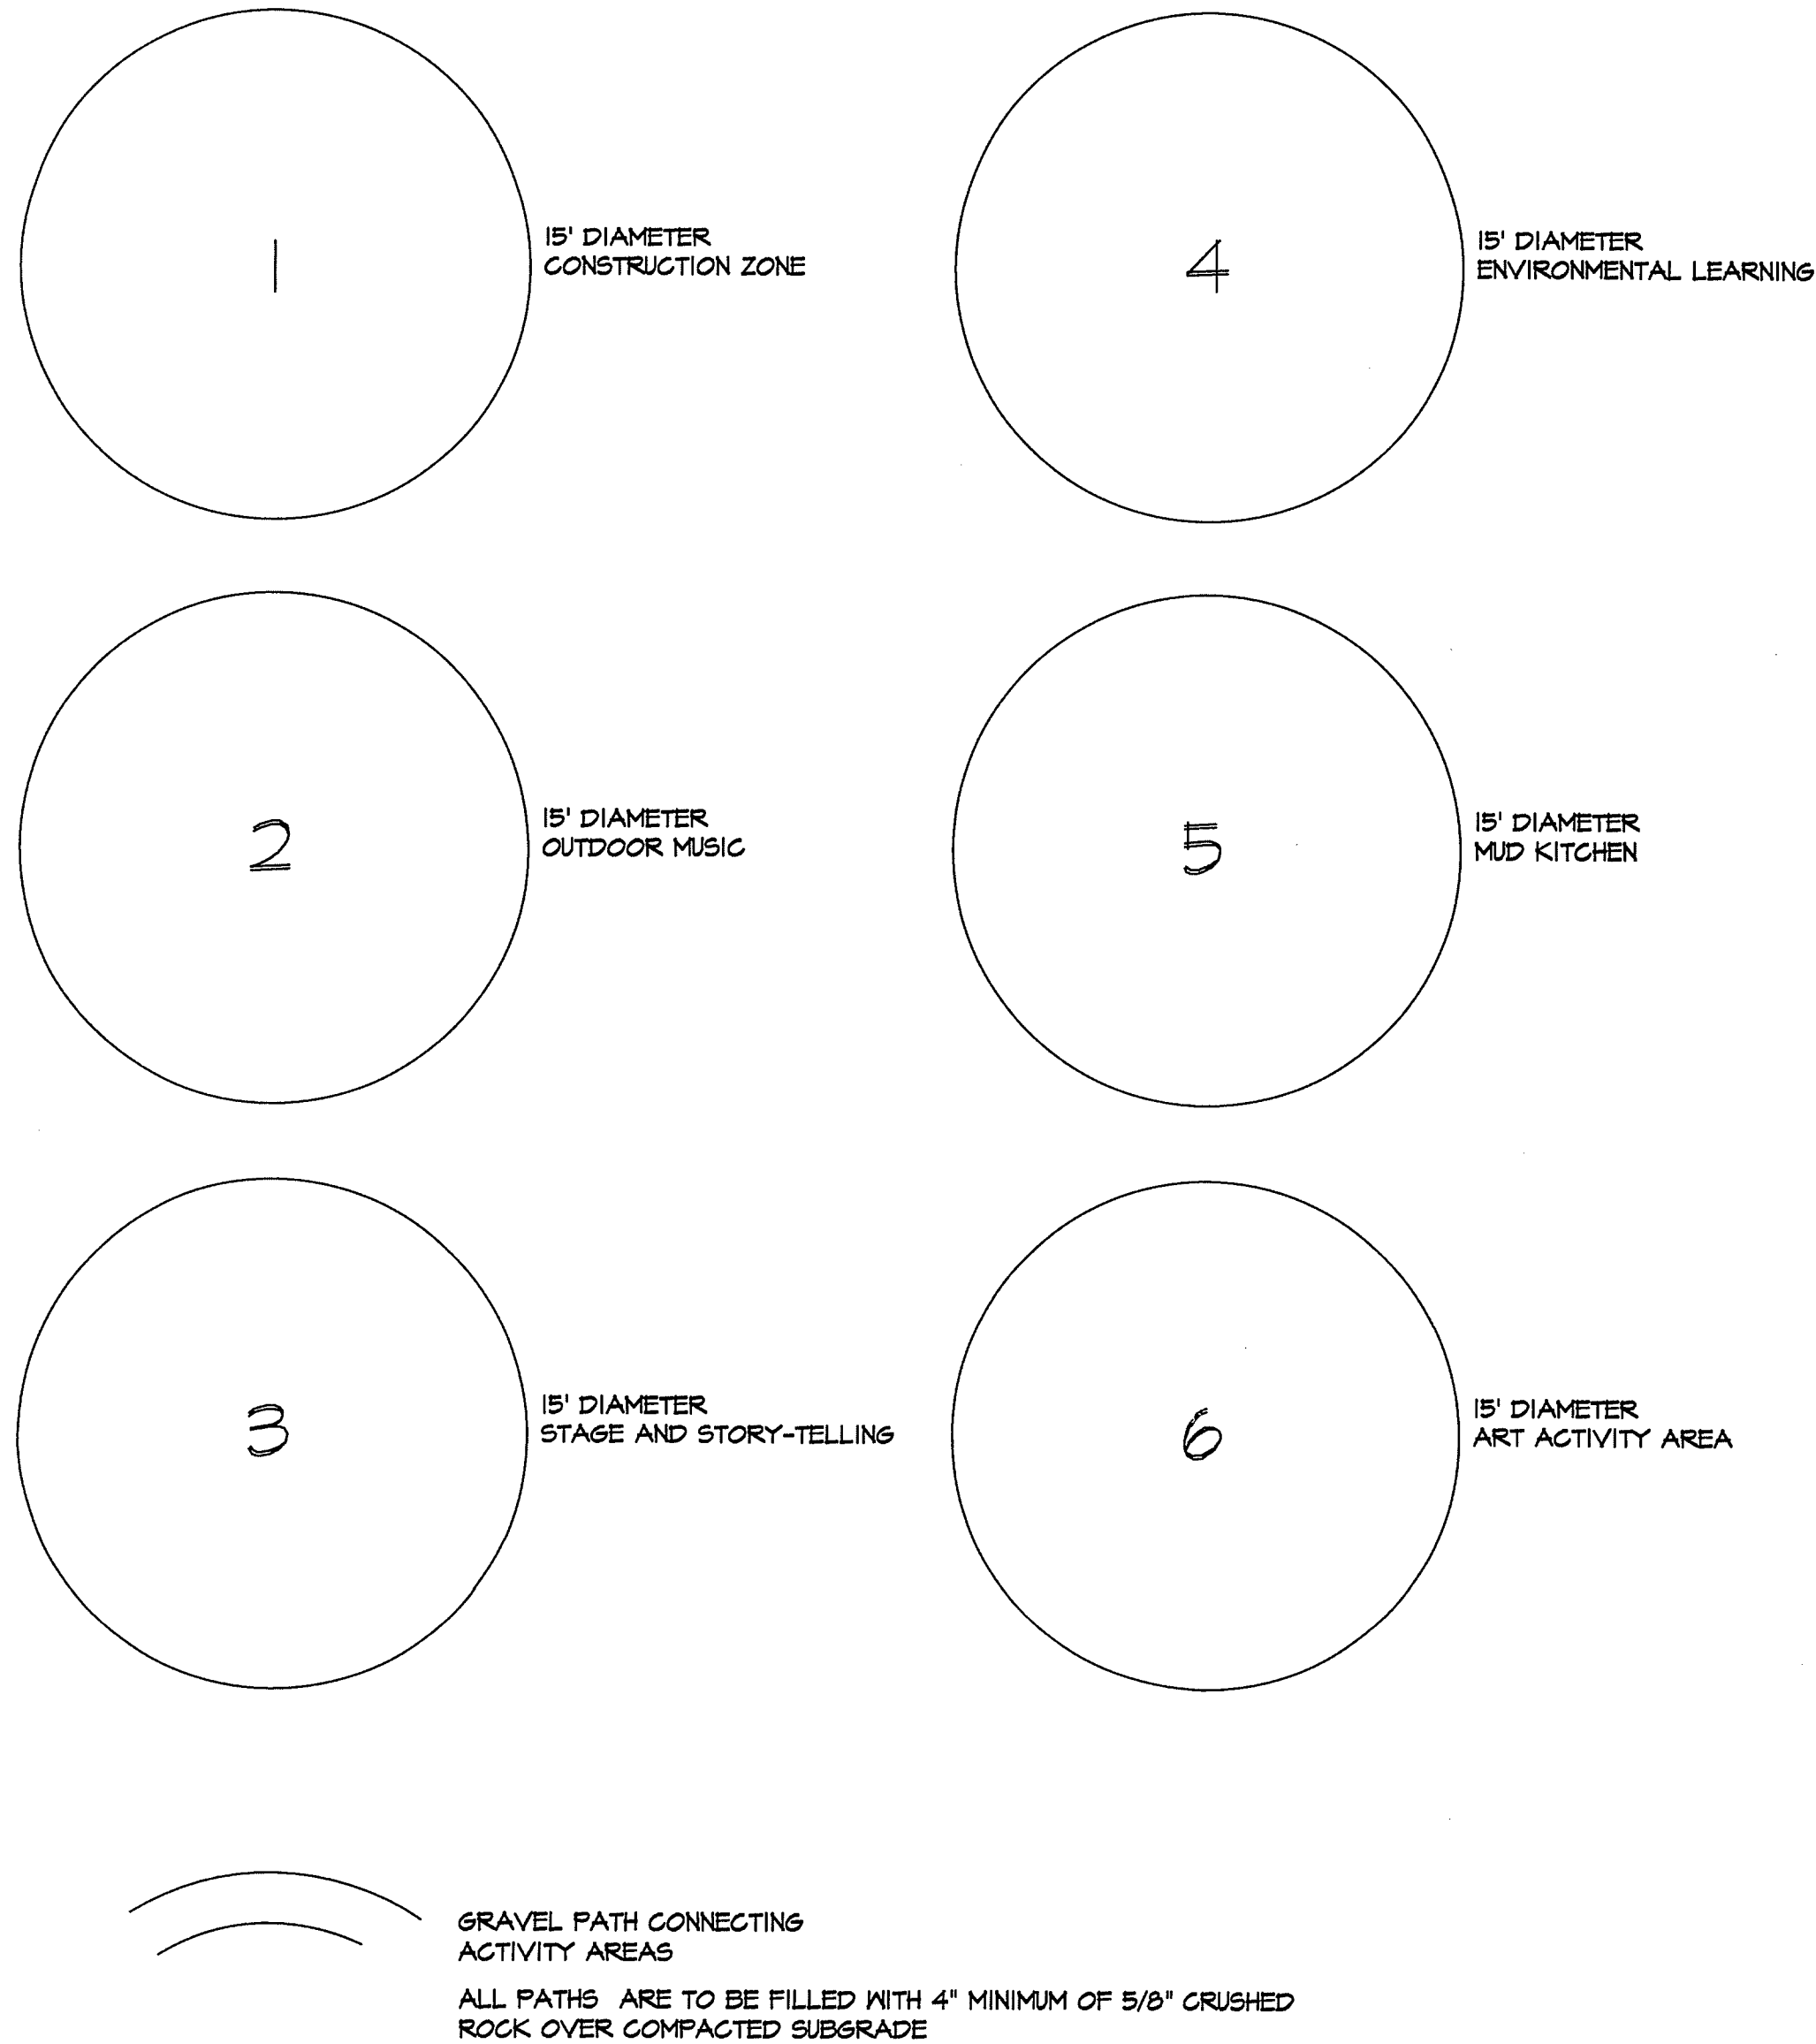 1
15' DIAMETER
CONSTRUCTION ZONE
2
15' DIAMETER
OUTDOOR MUSIC
3
15' DIAMETER
STAGE AND STORY-TELLING
4
15' DIAMETER
ENVIRONMENTAL LEARNING
5
15' DIAMETER
MUD KITCHEN
6
15' DIAMETER
ART ACTIVITY AREA
GRAVEL PATH CONNECTING
ACTIVITY AREAS
ALL PATHS ARE TO BE FILLED WITH 4" MINIMUM OF 5/8" CRUSHED
ROCK OVER COMPACTED SUBGRADE